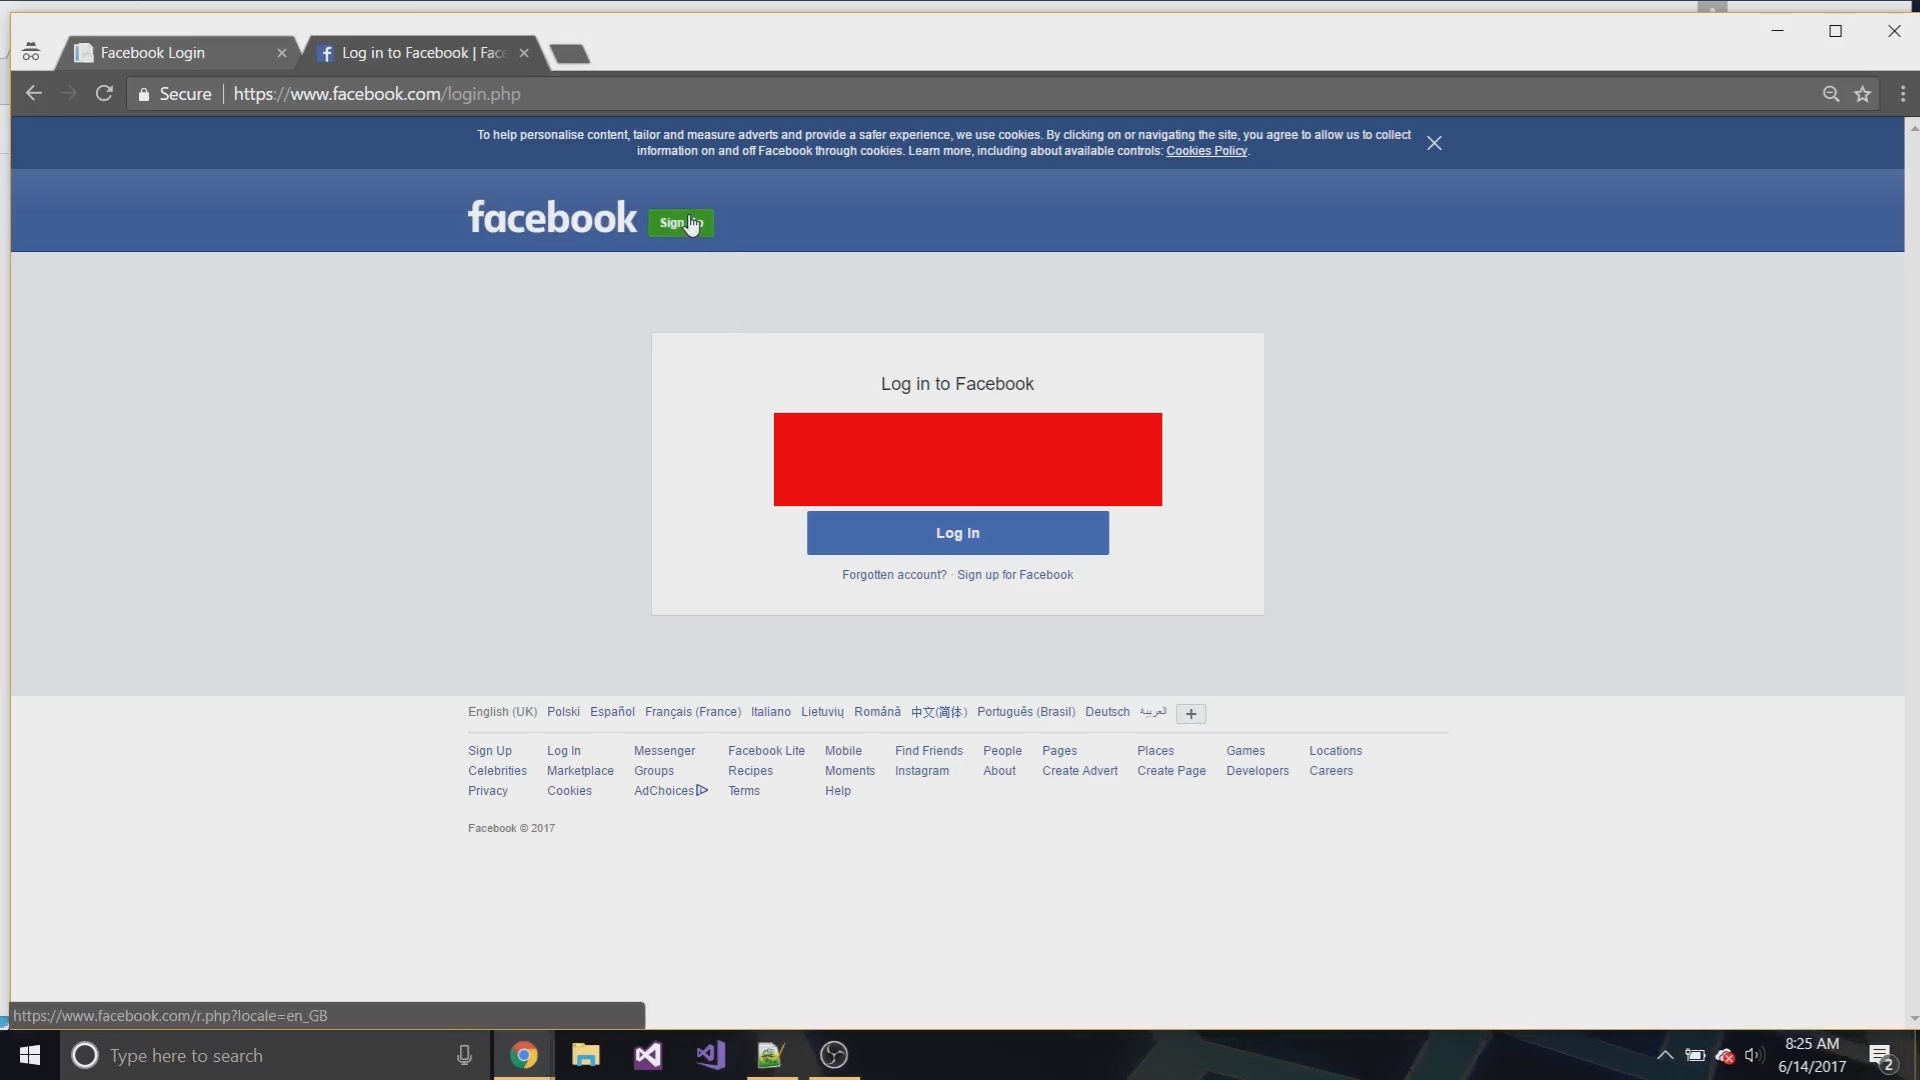 Facebook Login
Log in to Facebook | Face
Secure
https://www.facebook.com/login.php
To help personalise content, tailor and measure adverts and provide a safer experience, we use cookies. By clicking on or navigating the site, you agree to allow us to collect
information on and off Facebook through cookies. Learn more, including about available controls: Cookies Policy.
facebook
Sign
Log in to Facebook
Log In
Forgotten account? · Sign up for Facebook
English (UK) Polski Español Français (France) Italiano Lietuvių Română 中文(简体) Português (Brasil) Deutsch العربية +
Sign Up Log In Messenger Facebook Lite Mobile Find Friends People Pages Places Games Locations
Celebrities Marketplace Groups Recipes Moments Instagram About Create Advert Create Page Developers Careers
Privacy Cookies AdChoices Terms Help
Facebook © 2017
https://www.facebook.com/r.php?locale=en_GB
Type here to search
8:25 AM
6/14/2017
2